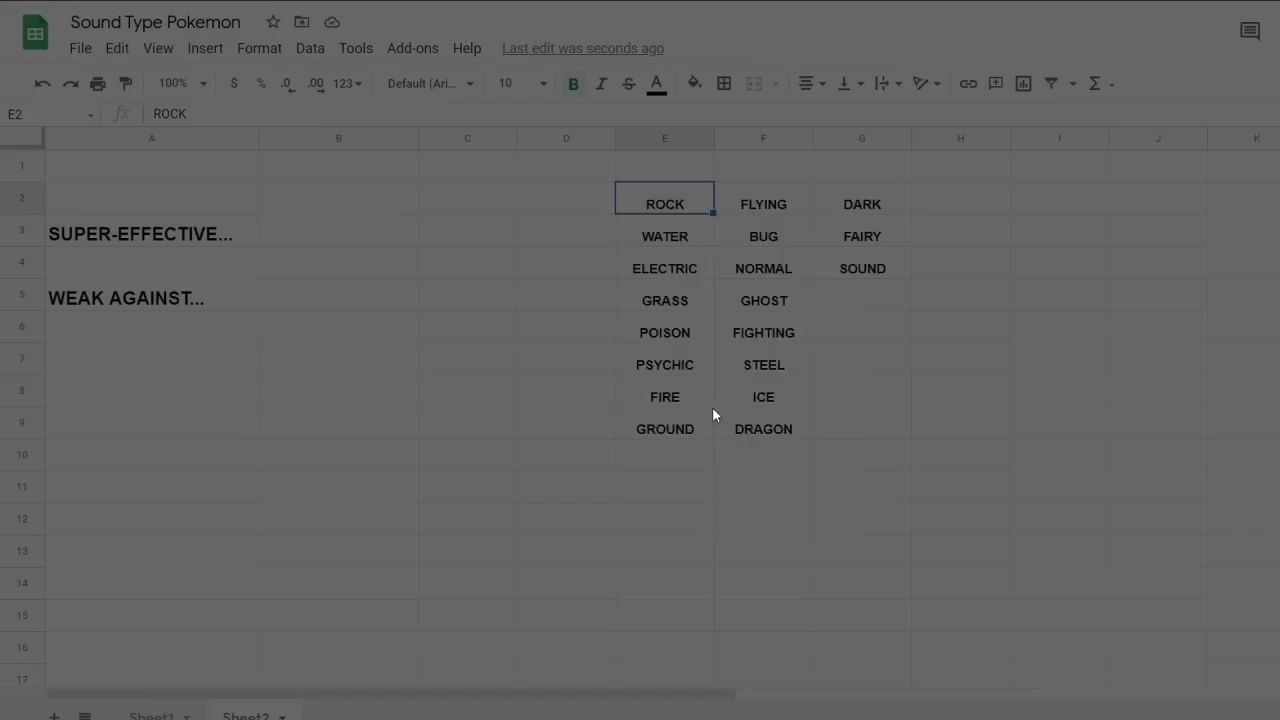 Sound Type Pokemon
File Edit View Insert Format Data Tools Add-ons Help Last edit was seconds ago
100% $ % .0 .00 123 Default (Ari... 10 B I S A Σ
E2 fx ROCK
A B C D E F G H I J K
1
2 ROCK FLYING DARK
3 SUPER-EFFECTIVE... WATER BUG FAIRY
4 ELECTRIC NORMAL SOUND
5 WEAK AGAINST... GRASS GHOST
6 POISON FIGHTING
7 PSYCHIC STEEL
8 FIRE ICE
9 GROUND DRAGON
10
11
12
13
14
15
16
17
Sheet1 Sheet2